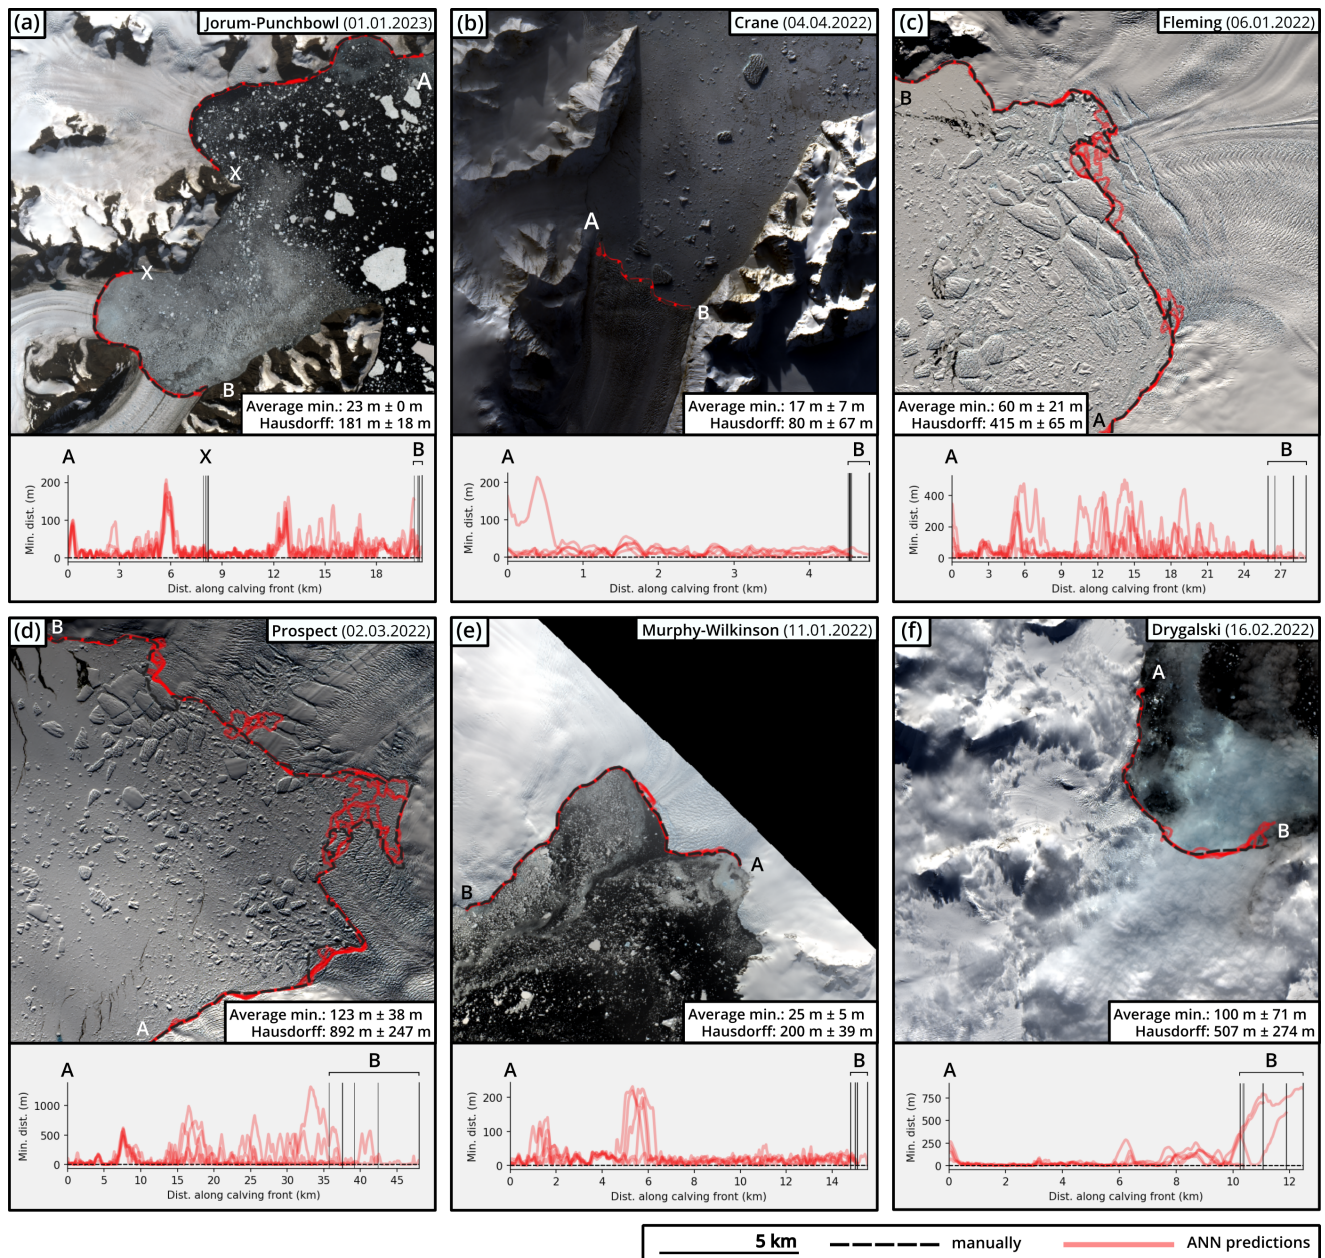 (a)
Jorum-Punchbowl (01.01.2023)
A
X
X
B
Average min.: 23 m ± 0 m
Hausdorff: 181 m ± 18 m
A
X
B
Min. dist. (m)
200
100
0
0
3
6
9
12
15
18
Dist. along calving front (km)
(b)
Crane (04.04.2022)
A
B
Average min.: 17 m ± 7 m
Hausdorff: 80 m ± 67 m
A
B
Min. dist. (m)
200
100
0
0
1
2
3
4
Dist. along calving front (km)
(c)
Fleming (06.01.2022)
B
A
Average min.: 60 m ± 21 m
Hausdorff: 415 m ± 65 m
A
B
Min. dist. (m)
400
200
0
0
3
6
9
12
15
18
21
24
27
Dist. along calving front (km)
(d)
B
Prospect (02.03.2022)
A
Average min.: 123 m ± 38 m
Hausdorff: 892 m ± 247 m
A
B
Min. dist. (m)
1000
500
0
0
5
10
15
20
25
30
35
40
45
Dist. along calving front (km)
(e)
Murphy-Wilkinson (11.01.2022)
A
B
Average min.: 25 m ± 5 m
Hausdorff: 200 m ± 39 m
A
B
Min. dist. (m)
200
100
0
0
2
4
6
8
10
12
14
Dist. along calving front (km)
(f)
Drygalski (16.02.2022)
A
B
Average min.: 100 m ± 71 m
Hausdorff: 507 m ± 274 m
A
B
Min. dist. (m)
750
500
250
0
0
2
4
6
8
10
12
Dist. along calving front (km)
5 km
manually
ANN predictions